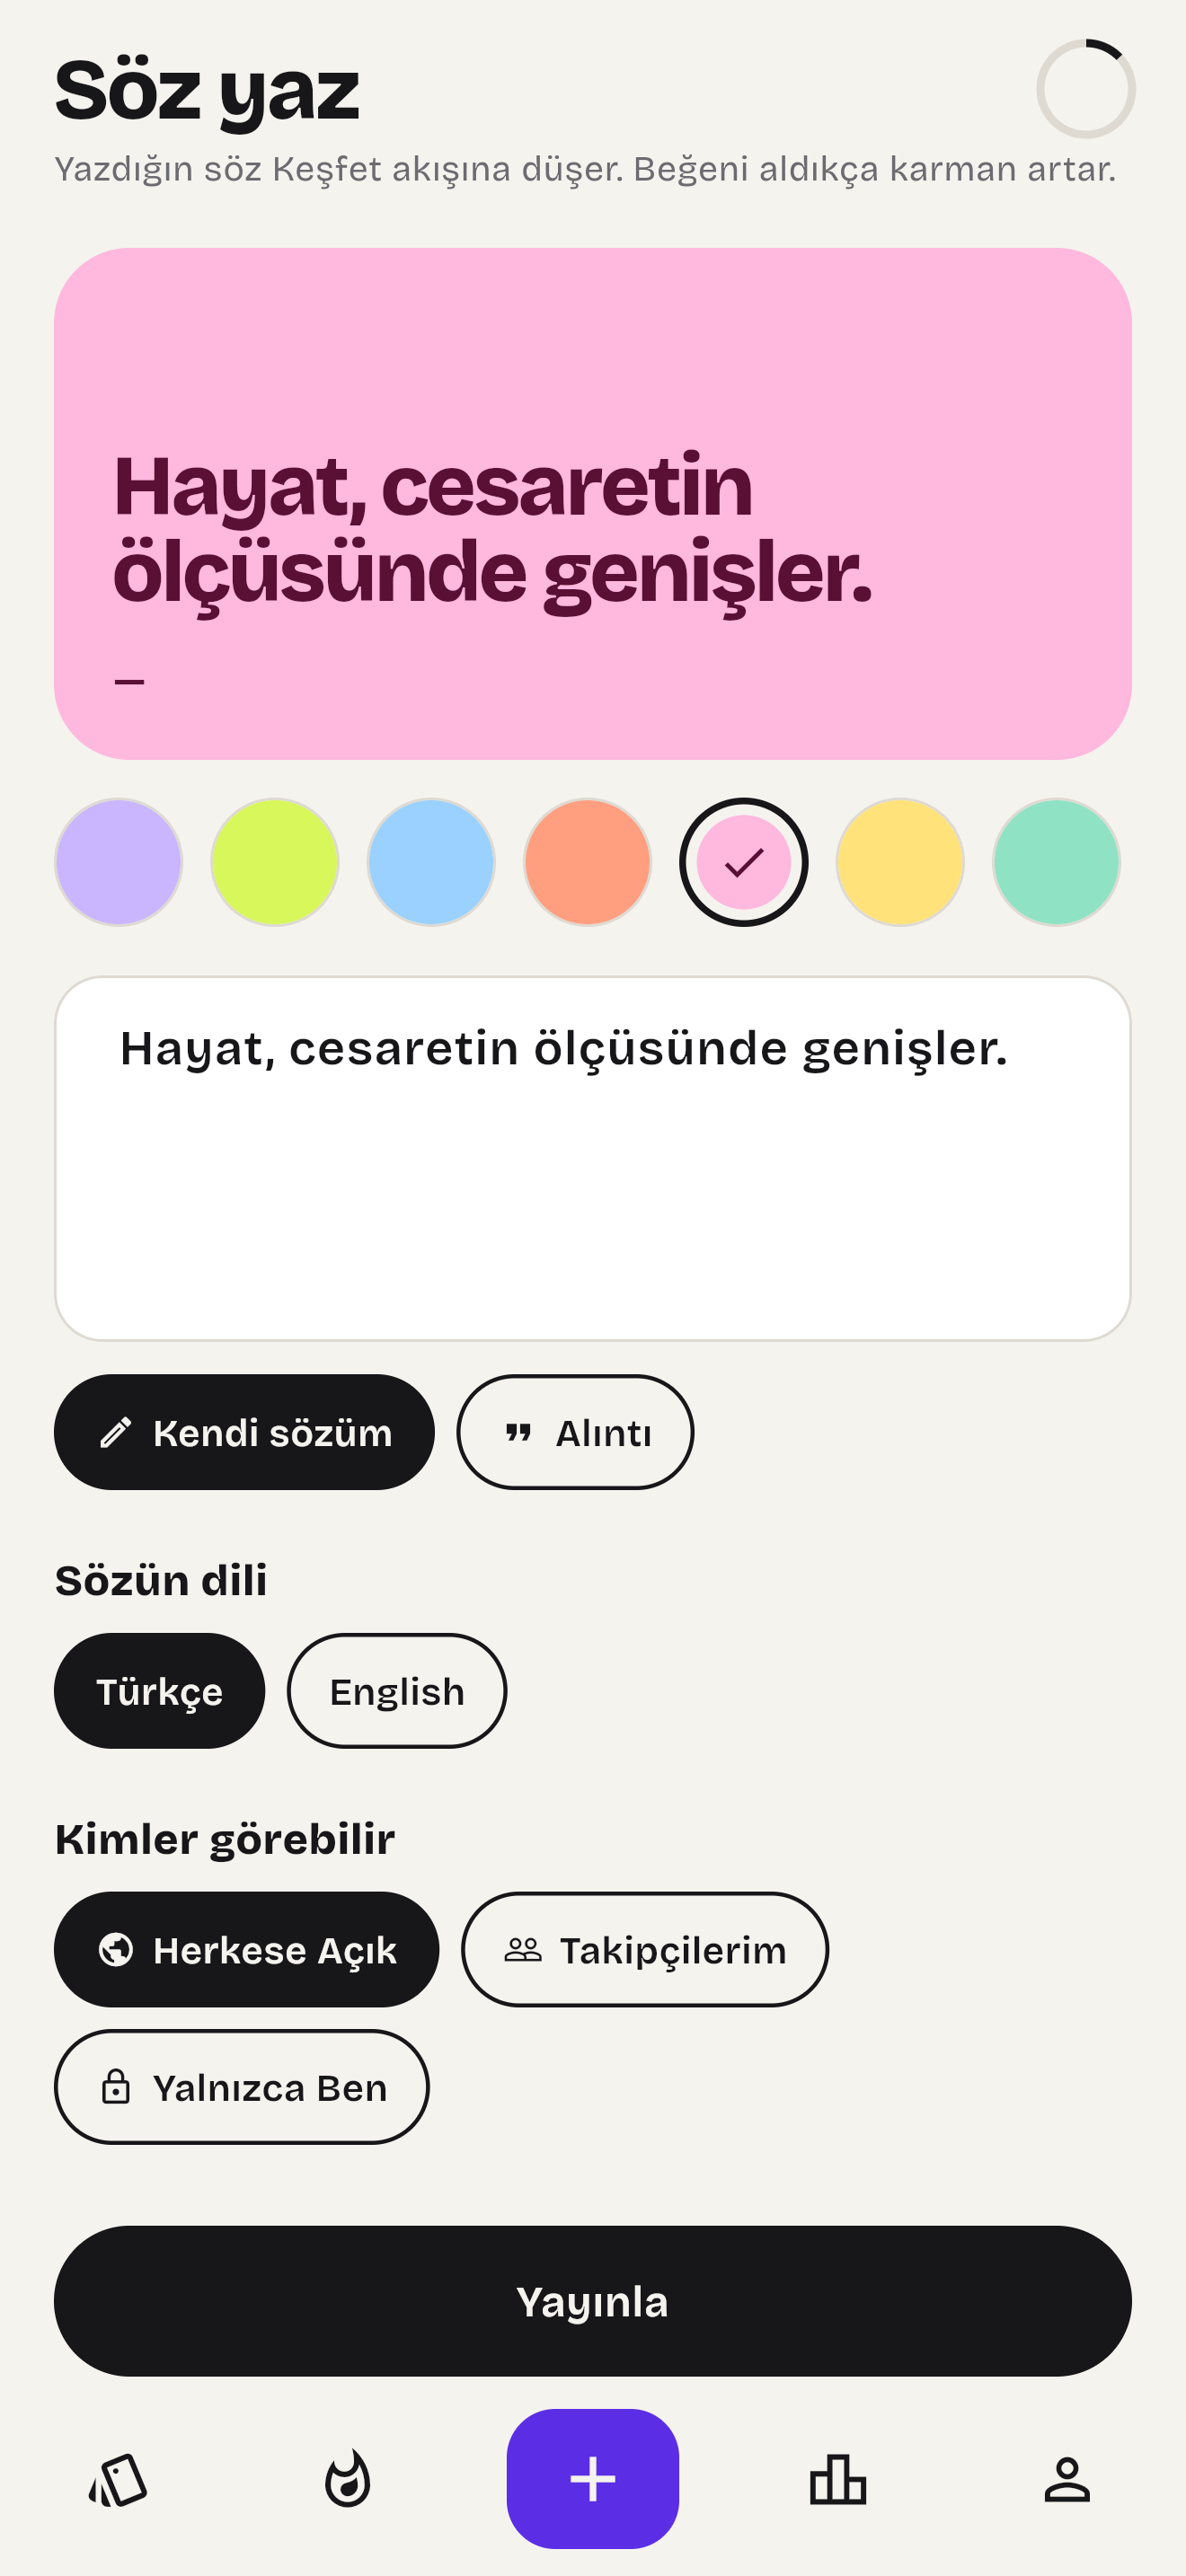 Söz yaz
Yazdığın söz Keşfet akışına düşer. Beğeni aldıkça karman artar.
Hayat, cesaretin
ölçüsünde genişler.
—
Hayat, cesaretin ölçüsünde genişler.
Kendi sözüm
Alıntı
Sözün dili
Türkçe
English
Kimler görebilir
Herkese Açık
Takipçilerim
Yalnızca Ben
Yayınla